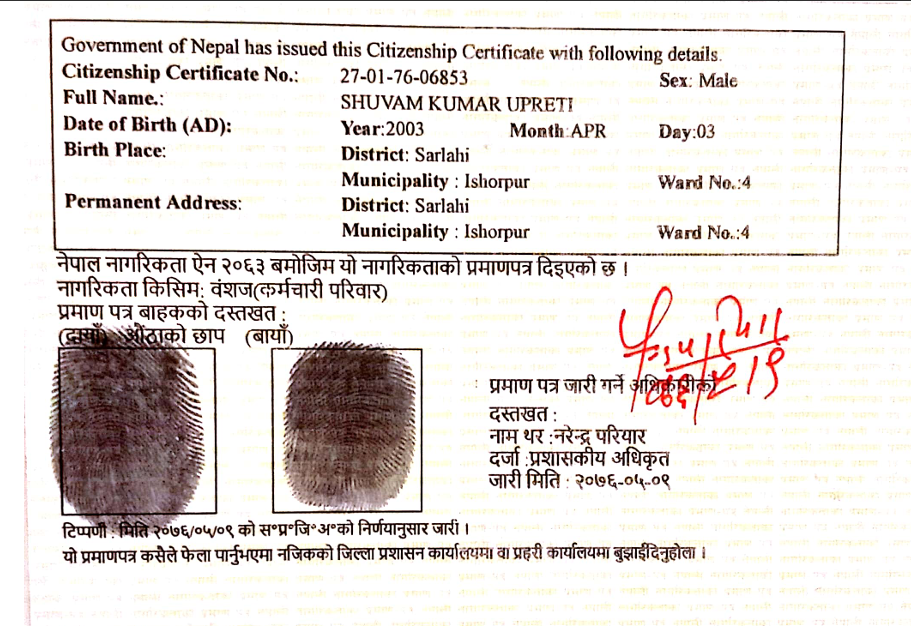 Government of Nepal has issued this Citizenship Certificate with following details.
Citizenship Certificate No.: 27-01-76-06853 Sex: Male
Full Name.: SHUVAM KUMAR UPRETI
Date of Birth (AD): Year:2003 Month:APR Day:03
Birth Place: District: Sarlahi
Municipality : Ishorpur Ward No.:4
Permanent Address: District: Sarlahi
Municipality : Ishorpur Ward No.:4
नेपाल नागरिकता ऐन २०६३ बमोजिम यो नागरिकताको प्रमाणपत्र दिइएको छ ।
नागरिकता किसिम: वंशज(कर्मचारी परिवार)
प्रमाण पत्र बाहकको दस्तखत :
(दायाँ) औंठाको छाप (बायाँ)
प्रमाण पत्र जारी गर्ने अधिकारीको
दस्तखत :
नाम थर :नरेन्द्र परियार
दर्जा :प्रशासकीय अधिकृत
जारी मिति : २०७६-०५-०९
टिप्पणी : मिति २०७६/०५/०९ को स॰प्र॰जि॰अ॰को निर्णयानुसार जारी ।
यो प्रमाणपत्र कसैले फेला पार्नुभएमा नजिकको जिल्ला प्रशासन कार्यालयमा वा प्रहरी कार्यालयमा बुझाईदिनुहोला ।